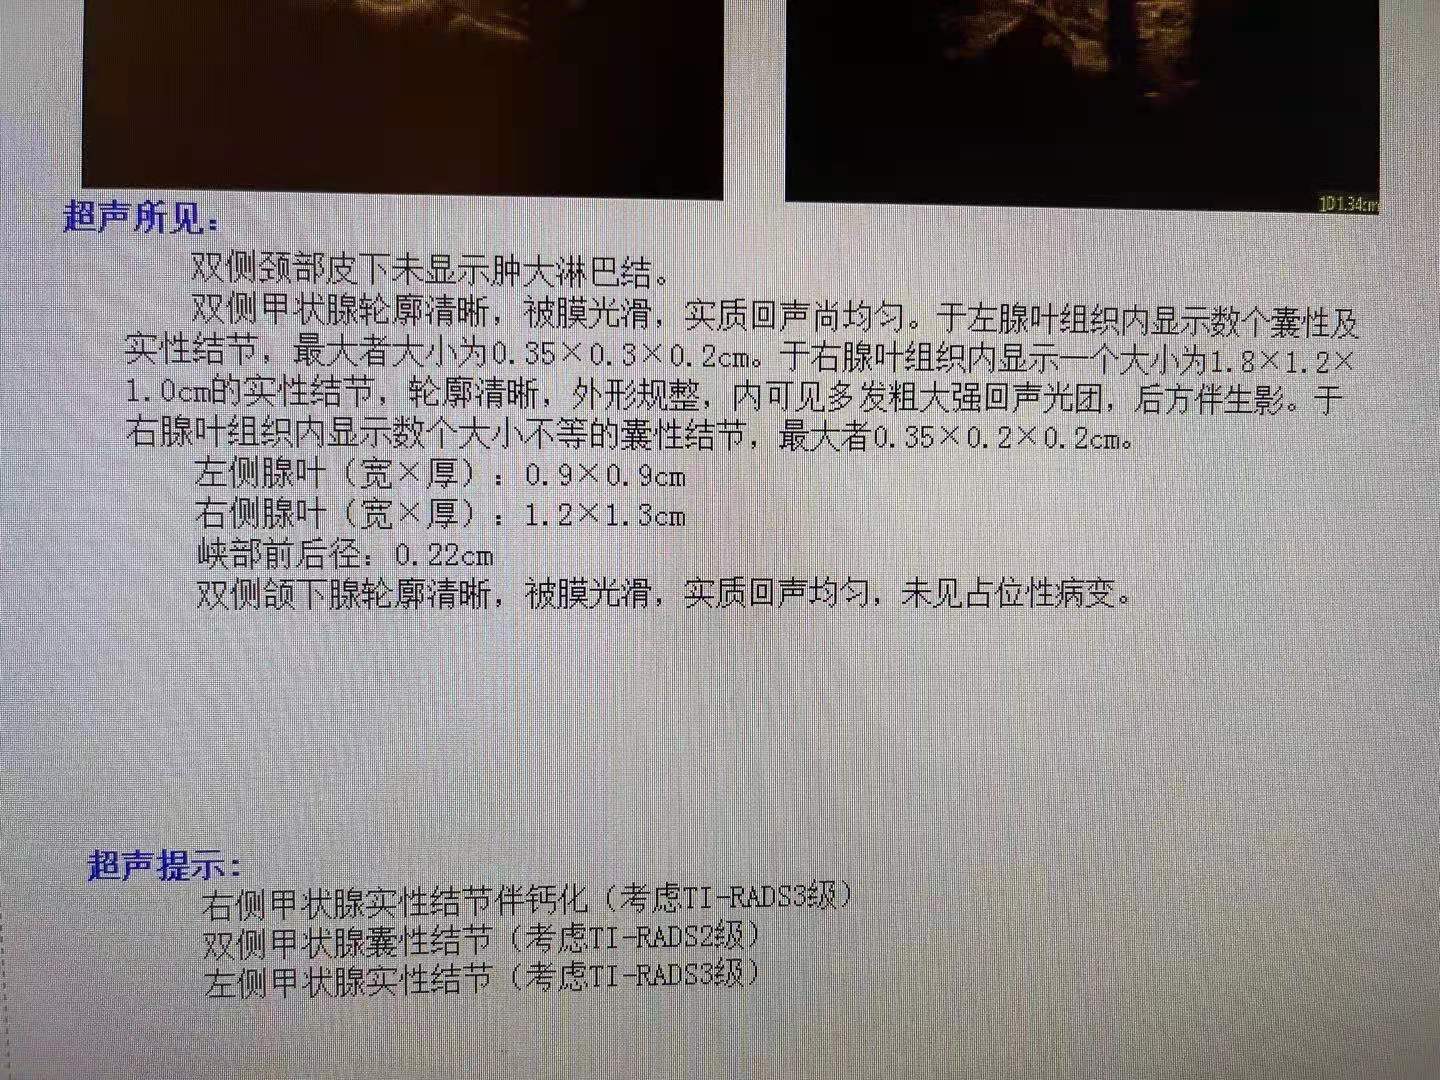 1D1.34cm
超声所见：
双侧颈部皮下未显示肿大淋巴结。
双侧甲状腺轮廓清晰，被膜光滑，实质回声尚均匀。于左腺叶组织内显示数个囊性及
实性结节，最大者大小为0.35×0.3×0.2cm。于右腺叶组织内显示一个大小为1.8×1.2×
1.0cm的实性结节，轮廓清晰，外形规整，内可见多发粗大强回声光团，后方伴生影。于
右腺叶组织内显示数个大小不等的囊性结节，最大者0.35×0.2×0.2cm。
左侧腺叶（宽×厚）：0.9×0.9cm
右侧腺叶（宽×厚）：1.2×1.3cm
峡部前后径：0.22cm
双侧颌下腺轮廓清晰，被膜光滑，实质回声均匀，未见占位性病变。
超声提示：
右侧甲状腺实性结节伴钙化（考虑TI-RADS3级）
双侧甲状腺囊性结节（考虑TI-RADS2级）
左侧甲状腺实性结节（考虑TI-RADS3级）